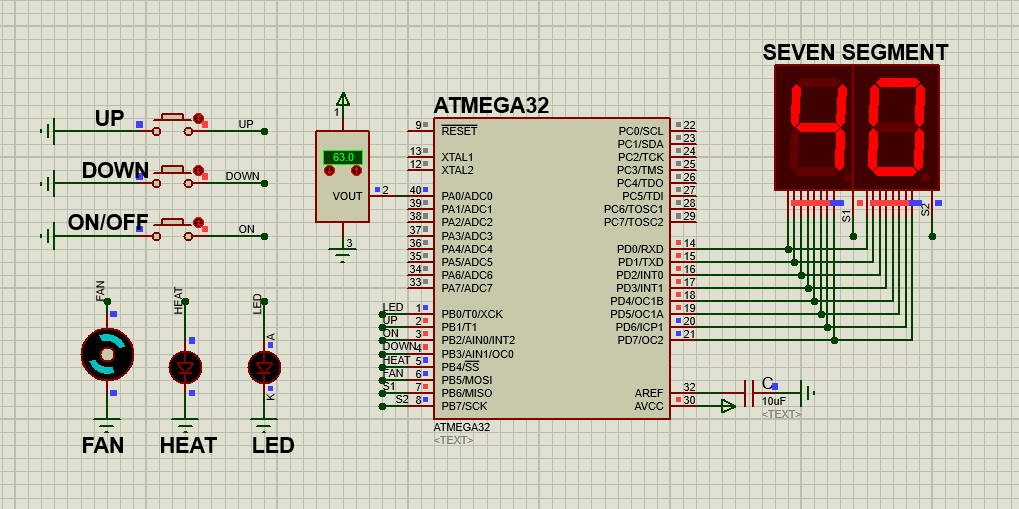 SEVEN SEGMENT
UP
UP
DOWN
DOWN
ON/OFF
ON
FAN
HEAT
LED
A
K
FAN
HEAT
LED
1
63.0
VOUT
2
3
ATMEGA32
9 RESET
13 XTAL1
12 XTAL2
40 PA0/ADC0
39 PA1/ADC1
38 PA2/ADC2
37 PA3/ADC3
36 PA4/ADC4
35 PA5/ADC5
34 PA6/ADC6
33 PA7/ADC7
LED 1 PB0/T0/XCK
UP 2 PB1/T1
ON 3 PB2/AIN0/INT2
DOWN 4 PB3/AIN1/OC0
HEAT 5 PB4/SS
FAN 6 PB5/MOSI
S1 7 PB6/MISO
S2 8 PB7/SCK
PC0/SCL 22
PC1/SDA 23
PC2/TCK 24
PC3/TMS 25
PC4/TDO 26
PC5/TDI 27
PC6/TOSC1 28
PC7/TOSC2 29
PD0/RXD 14
PD1/TXD 15
PD2/INT0 16
PD3/INT1 17
PD4/OC1B 18
PD5/OC1A 19
PD6/ICP1 20
PD7/OC2 21
AREF 32
AVCC 30
ATMEGA32
<TEXT>
40
S1
S2
C
10uF
<TEXT>